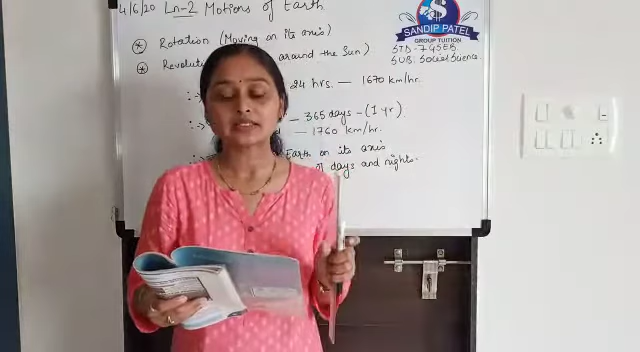 4/6/20 Ln-2 Motions of Earth
* Rotation (Moving on its axis)
* Revoluti around the Sun)
:→ 24 hrs. — 1670 km/hr.
:→ — 365 days - (1 yr)
— 1760 km/hr.
:→ Earth on its axis
of days and nights.
S
SANDIP PATEL
GROUP TUITION
STD-7 GSEB
SUB. Social Science.